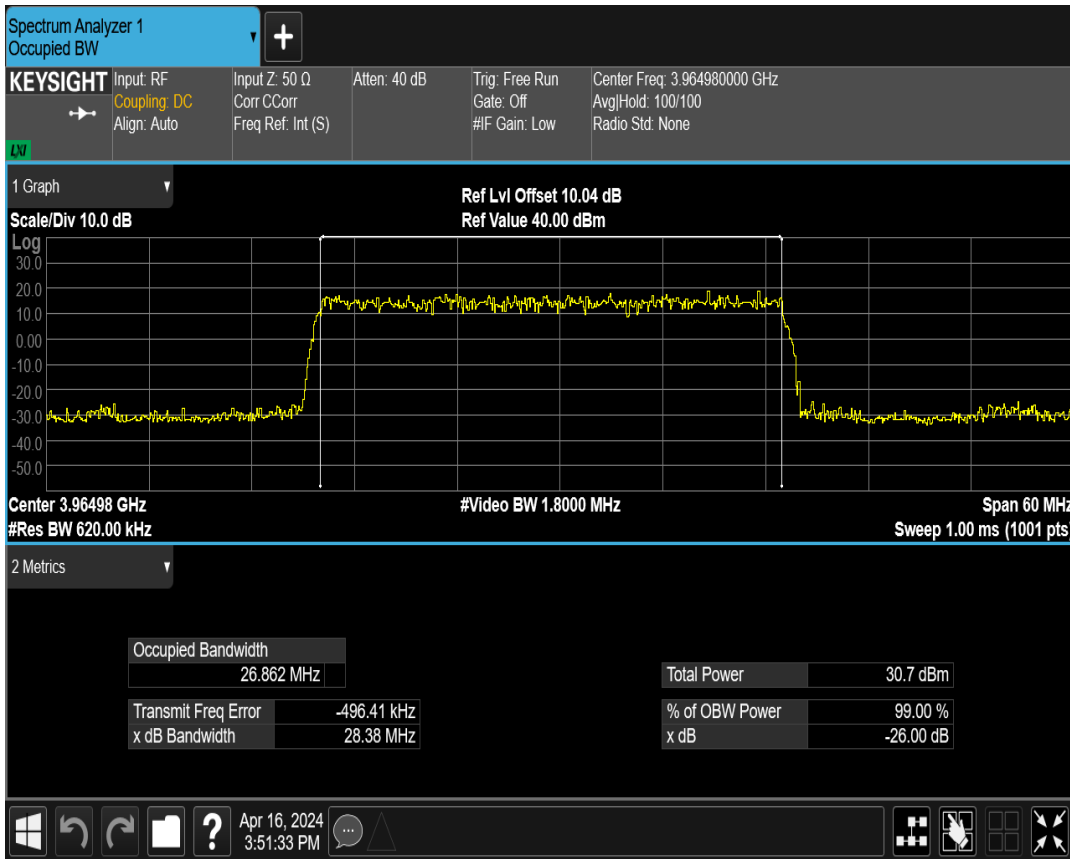 Spectrum Analyzer 1
Occupied BW
+
KEYSIGHT
LXI
Input: RF
Coupling: DC
Align: Auto
Input Z: 50 Ω
Corr CCorr
Freq Ref: Int (S)
Atten: 40 dB
Trig: Free Run
Gate: Off
#IF Gain: Low
Center Freq: 3.964980000 GHz
Avg|Hold: 100/100
Radio Std: None
1 Graph
Scale/Div 10.0 dB
Ref Lvl Offset 10.04 dB
Ref Value 40.00 dBm
Log
30.0
20.0
10.0
0.00
-10.0
-20.0
-30.0
-40.0
-50.0
Center 3.96498 GHz
#Res BW 620.00 kHz
#Video BW 1.8000 MHz
Span 60 MHz
Sweep 1.00 ms (1001 pts)
2 Metrics
Occupied Bandwidth
26.862 MHz
Transmit Freq Error -496.41 kHz
x dB Bandwidth 28.38 MHz
Total Power 30.7 dBm
% of OBW Power 99.00 %
x dB -26.00 dB
?
Apr 16, 2024
3:51:33 PM